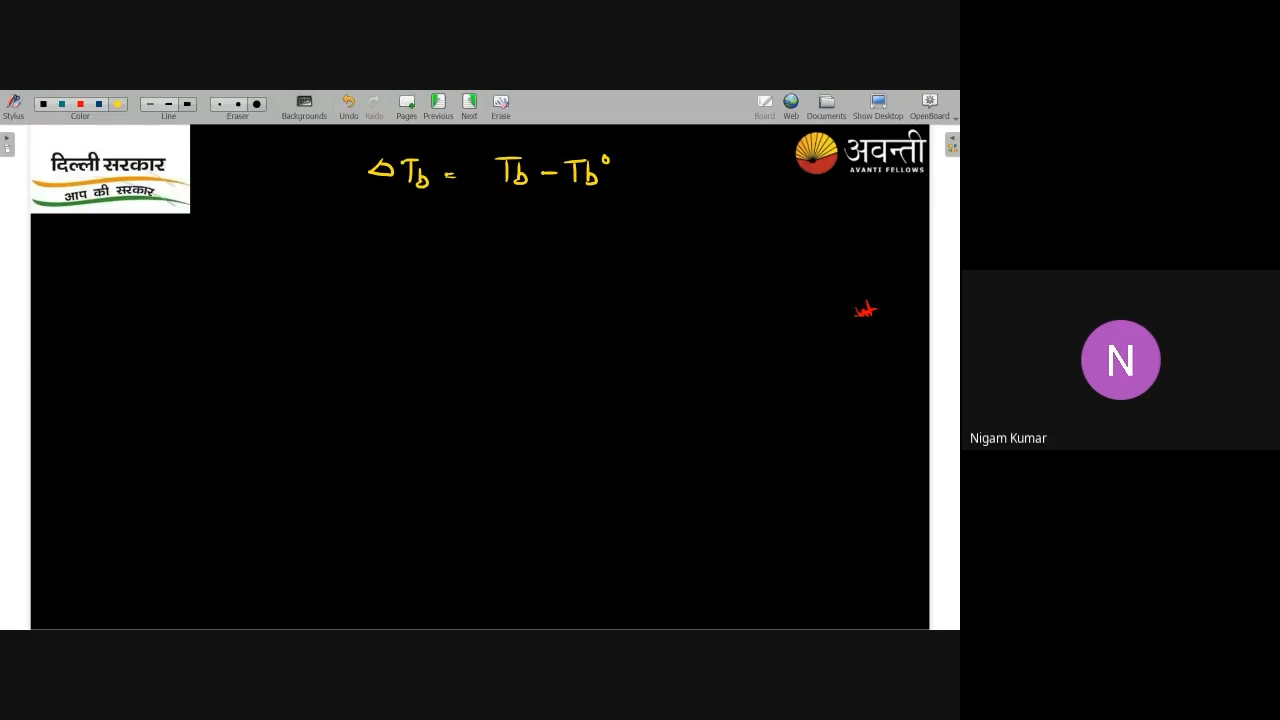 Stylus Color Line Eraser Backgrounds Undo Redo Pages Previous Next Erase Board Web Documents Show Desktop OpenBoard
दिल्ली सरकार
आप की सरकार
अवन्ती
AVANTI FELLOWS
ΔTb = Tb - Tb°
N
Nigam Kumar